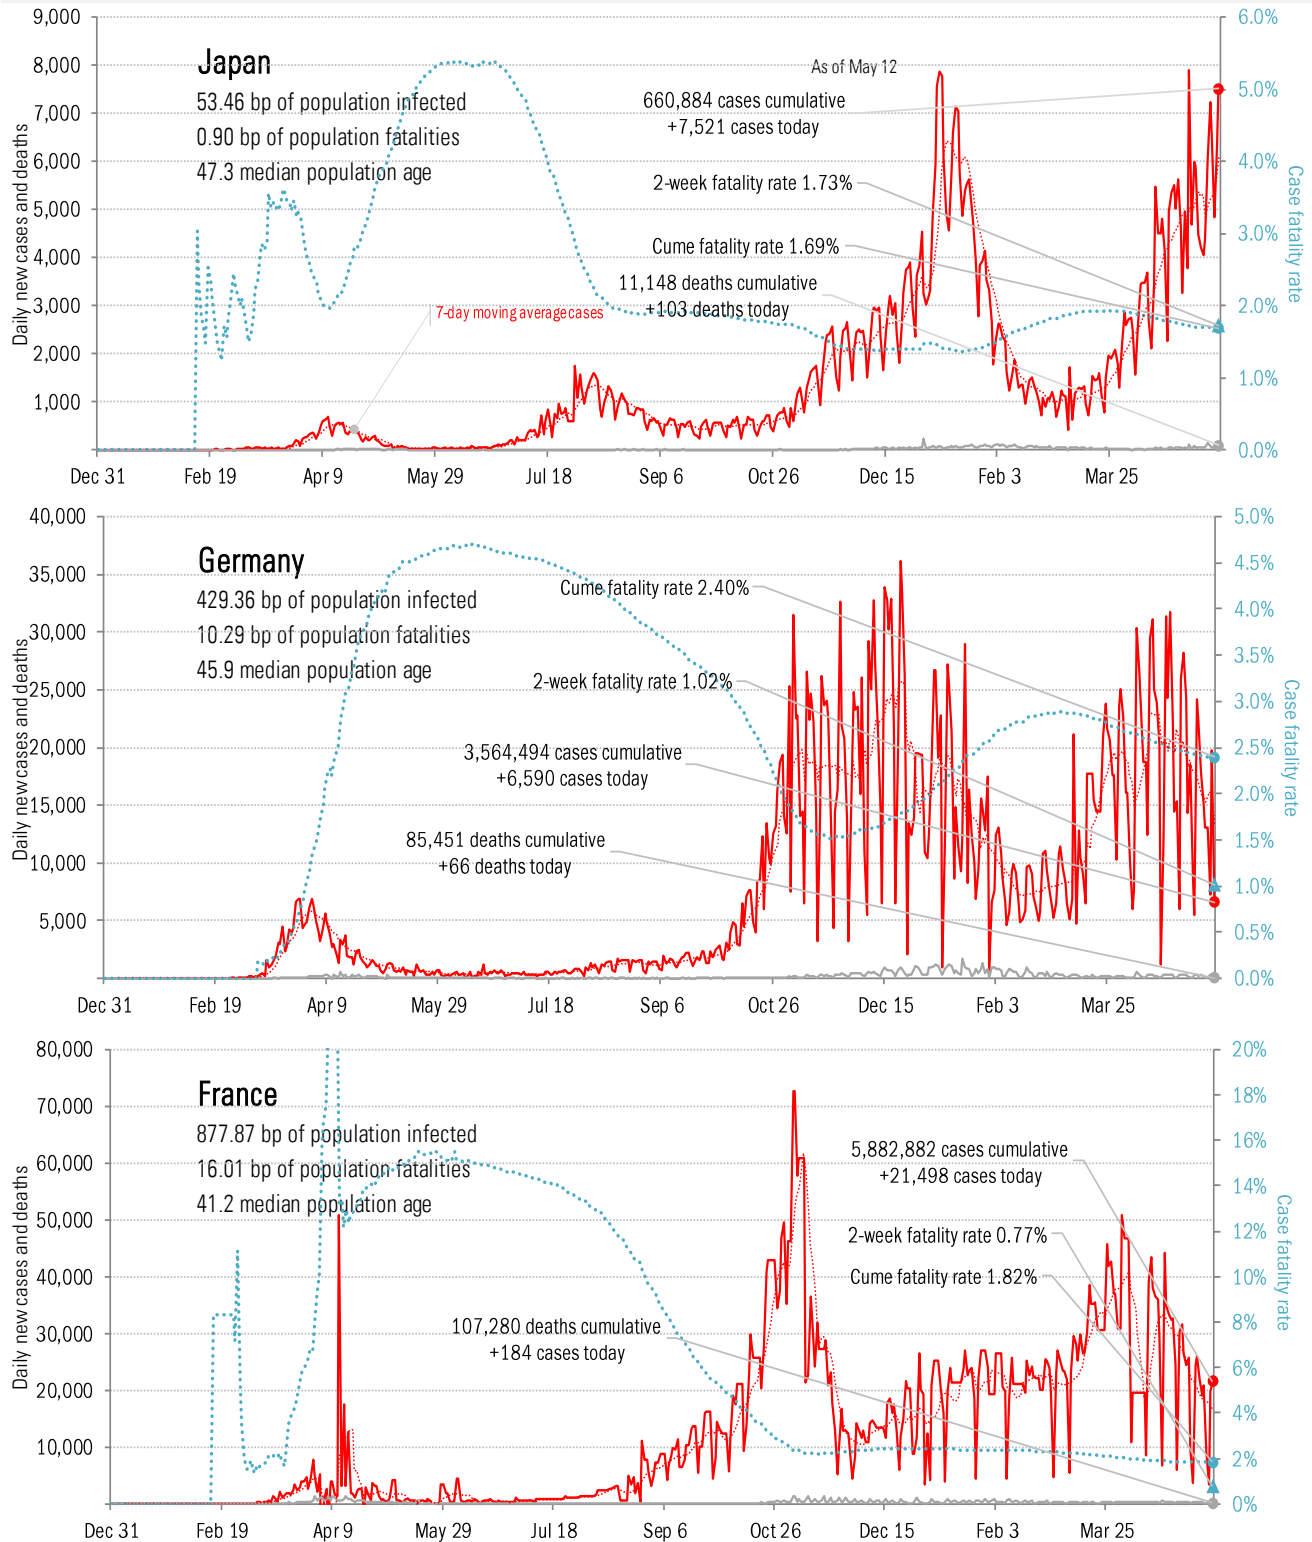 9,000
8,000
7,000
6,000
5,000
4,000
3,000
2,000
1,000
Daily new cases and deaths
Japan
53.46 bp of population infected
0.90 bp of population fatalities
47.3 median population age
As of May 12
660,884 cases cumulative
+7,521 cases today
2-week fatality rate 1.73%
Cume fatality rate 1.69%
11,148 deaths cumulative
+103 deaths today
7-day moving average cases
6.0%
5.0%
4.0%
3.0%
2.0%
1.0%
0.0%
Case fatality rate
Dec 31 Feb 19 Apr 9 May 29 Jul 18 Sep 6 Oct 26 Dec 15 Feb 3 Mar 25
40,000
35,000
30,000
25,000
20,000
15,000
10,000
5,000
Daily new cases and deaths
Germany
429.36 bp of population infected
10.29 bp of population fatalities
45.9 median population age
Cume fatality rate 2.40%
2-week fatality rate 1.02%
3,564,494 cases cumulative
+6,590 cases today
85,451 deaths cumulative
+66 deaths today
5.0%
4.5%
4.0%
3.5%
3.0%
2.5%
2.0%
1.5%
1.0%
0.5%
0.0%
Case fatality rate
Dec 31 Feb 19 Apr 9 May 29 Jul 18 Sep 6 Oct 26 Dec 15 Feb 3 Mar 25
80,000
70,000
60,000
50,000
40,000
30,000
20,000
10,000
Daily new cases and deaths
France
877.87 bp of population infected
16.01 bp of population fatalities
41.2 median population age
5,882,882 cases cumulative
+21,498 cases today
2-week fatality rate 0.77%
Cume fatality rate 1.82%
107,280 deaths cumulative
+184 cases today
20%
18%
16%
14%
12%
10%
8%
6%
4%
2%
0%
Case fatality rate
Dec 31 Feb 19 Apr 9 May 29 Jul 18 Sep 6 Oct 26 Dec 15 Feb 3 Mar 25